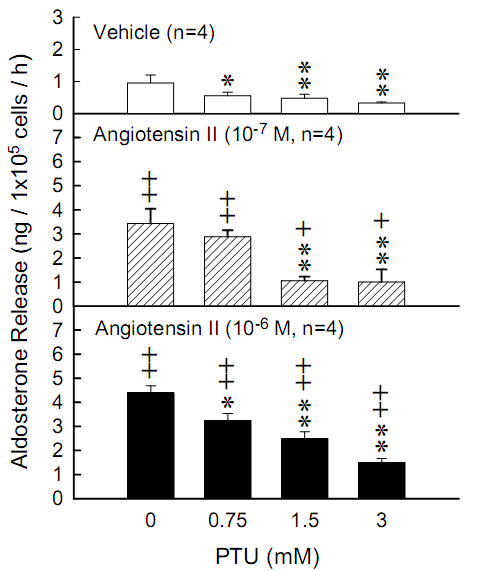 Aldosterone Release (ng / 1x10⁵ cells / h)
3
Vehicle (n=4)
2
1
0
*
* *
* *
7
Angiotensin II (10⁻⁷ M, n=4)
6
5
4
3
2
1
0
++
++
+ * *
+ * *
7
Angiotensin II (10⁻⁶ M, n=4)
6
5
4
3
2
1
0
++
++ *
++ * *
++ * *
0 0.75 1.5 3
PTU (mM)